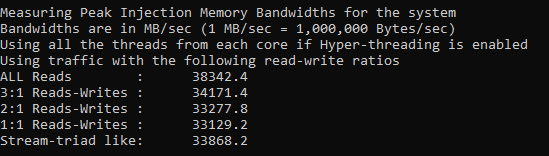 Measuring Peak Injection Memory Bandwidths for the system
Bandwidths are in MB/sec (1 MB/sec = 1,000,000 Bytes/sec)
Using all the threads from each core if Hyper-threading is enabled
Using traffic with the following read-write ratios
ALL Reads        :      38342.4
3:1 Reads-Writes :      34171.4
2:1 Reads-Writes :      33277.8
1:1 Reads-Writes :      33129.2
Stream-triad like:      33868.2